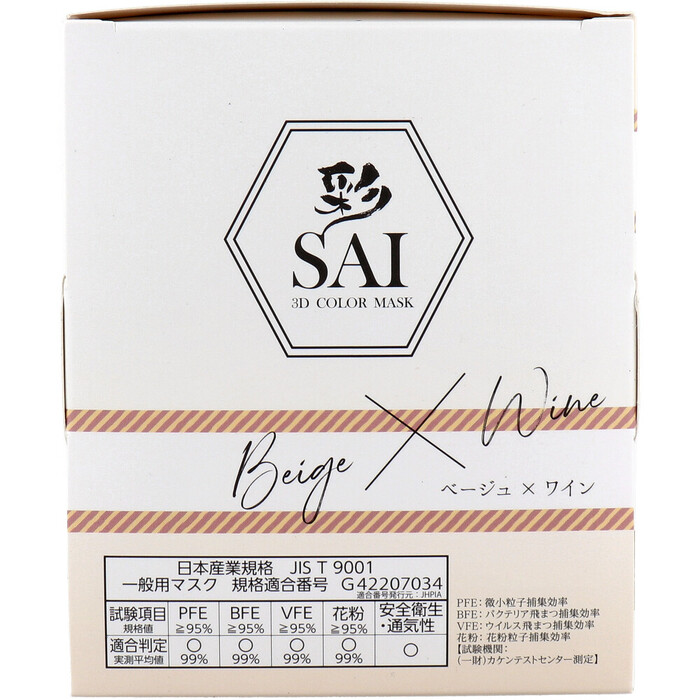 彩
SAI
3D COLOR MASK
Beige × Wine
ベージュ × ワイン
日本産業規格 JIS T 9001
一般用マスク 規格適合番号 G42207034
適合番号発行元：JHPIA
試験項目 PFE BFE VFE 花粉 安全衛生
規格値 ≧95% ≧95% ≧95% ≧95% ・通気性
適合判定 ○ ○ ○ ○ ○
実測平均値 99% 99% 99% 99%
PFE：微小粒子捕集効率
BFE：バクテリア飛まつ捕集効率
VFE：ウイルス飛まつ捕集効率
花粉：花粉粒子捕集効率
【試験機関：
(一財)カケンテストセンター測定】